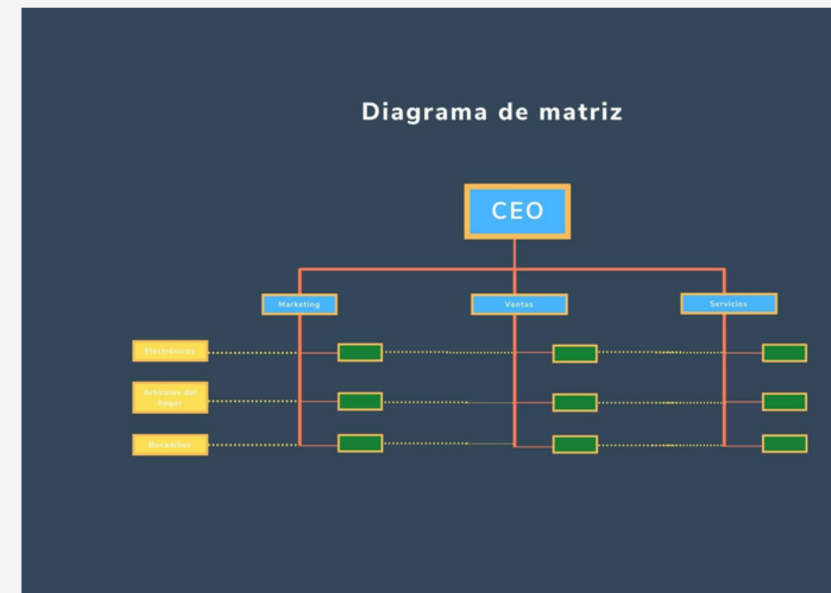 Diagrama de matriz
CEO
Marketing
Ventas
Servicios
Electrónicos
Artículos del
hogar
Bocadillos